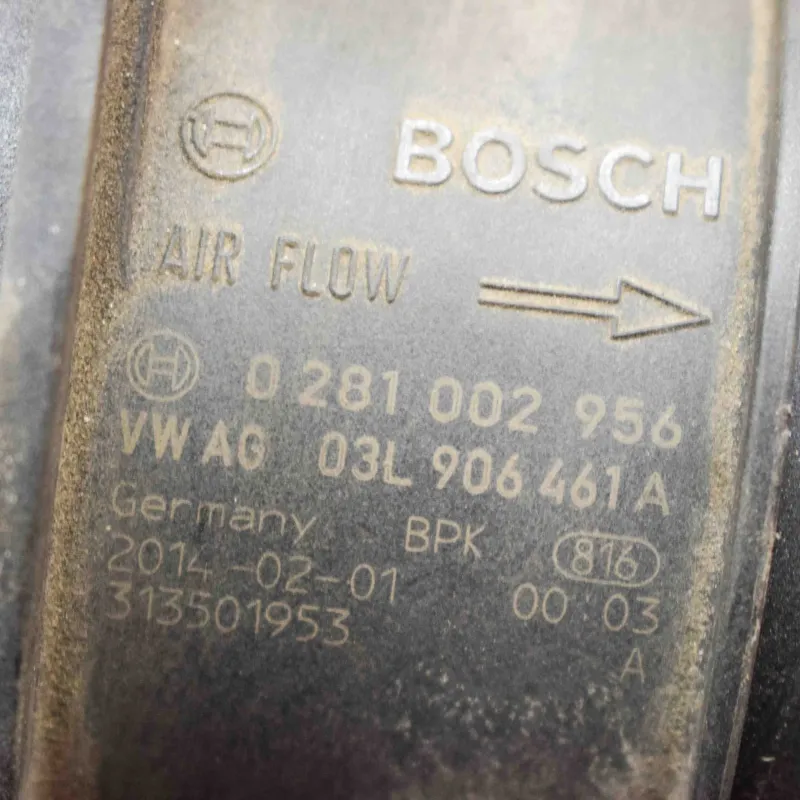 BOSCH
AIR FLOW
0 281 002 956
VW AG 03L 906 461 A
Germany BPK 816
2014-02-01 00 03
313501953 A